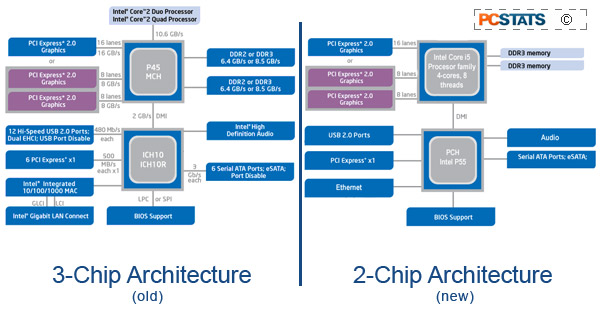 Intel® Core™2 Duo Processor
Intel® Core™2 Quad Processor
10.6 GB/s
PCI Express* 2.0
Graphics
16 lanes
16 GB/s
or
PCI Express* 2.0
Graphics
8 lanes
8 GB/s
PCI Express* 2.0
Graphics
8 lanes
8 GB/s
P45
MCH
DDR2 or DDR3
6.4 GB/s or 8.5 GB/s
DDR2 or DDR3
6.4 GB/s or 8.5 GB/s
2 GB/s
DMI
12 Hi-Speed USB 2.0 Ports;
Dual EHCI; USB Port Disable
480 Mb/s
each
6 PCI Express* x1
500
MB/s
each x1
Intel® Integrated
10/100/1000 MAC
GLCI
LCI
Intel® Gigabit LAN Connect
ICH10
ICH10R
Intel® High
Definition Audio
3
Gb/s
each
6 Serial ATA Ports; eSATA;
Port Disable
LPC or SPI
BIOS Support
3-Chip Architecture
(old)
PCSTATS ©
PCI Express* 2.0
Graphics
16 lanes
or
PCI Express* 2.0
Graphics
8 lanes
PCI Express* 2.0
Graphics
8 lanes
Intel Core i5
Procesor family
4-cores, 8
threads
DDR3 memory
DDR3 memory
DMI
USB 2.0 Ports
PCI Express* x1
Ethernet
PCH
Intel P55
Audio
Serial ATA Ports; eSATA;
BIOS Support
2-Chip Architecture
(new)